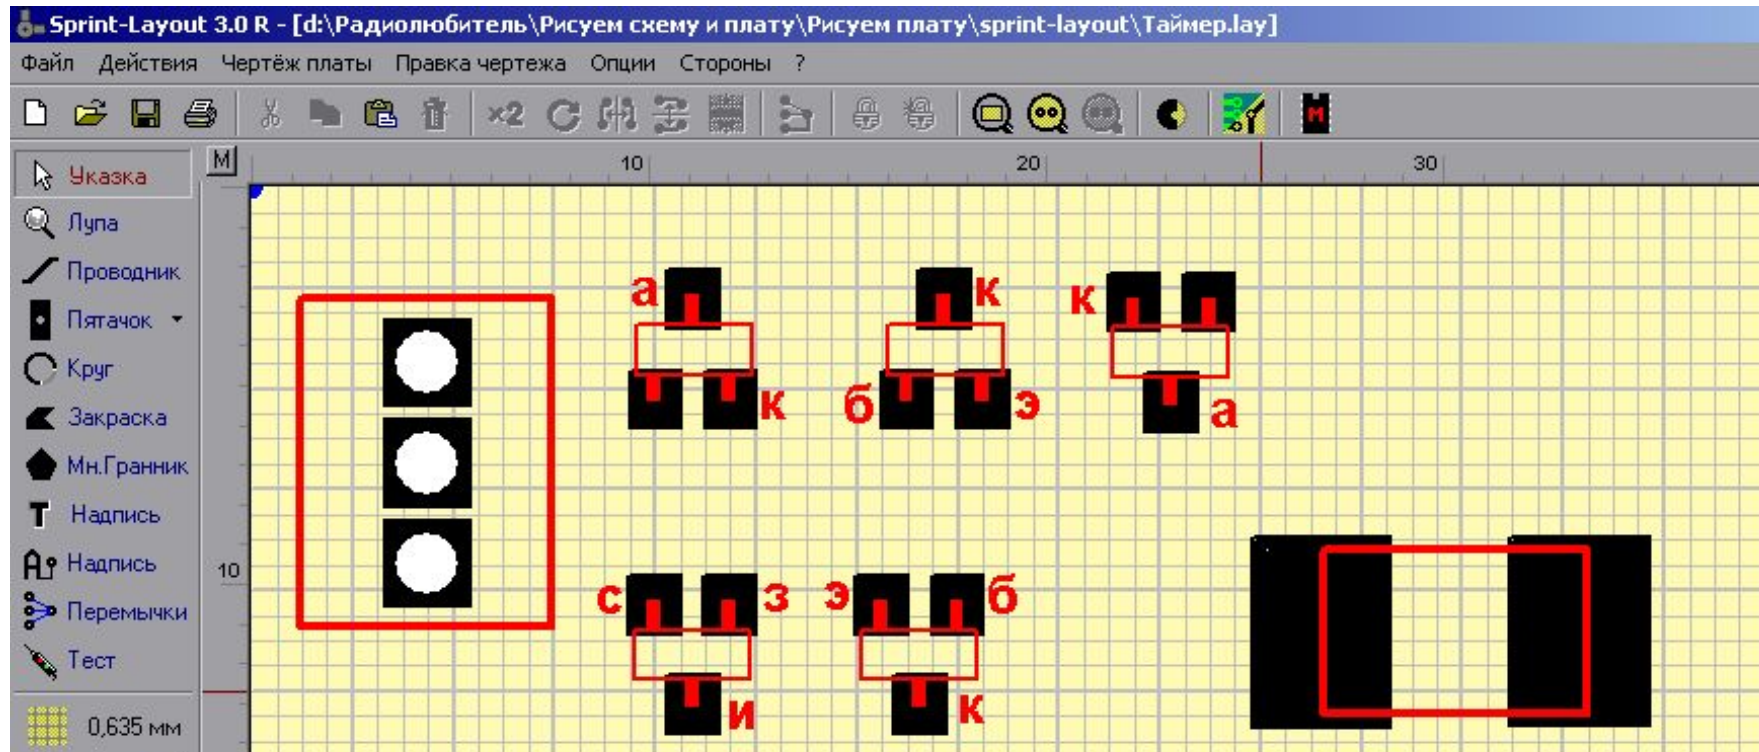 Sprint-Layout 3.0 R - [d:\Радиолюбитель\Рисуем схему и плату\Рисуем плату\sprint-layout\Таймер.lay]
Файл Действия Чертёж платы Правка чертежа Опции Стороны ?
×2 M
M 10 20 30
Указка
Лупа
Проводник
Пятачок
Круг
Закраска
Мн.Гранник
Надпись
Надпись
Перемычки
Тест
0,635 мм
10
а к к
к б э а
с з э б
и к